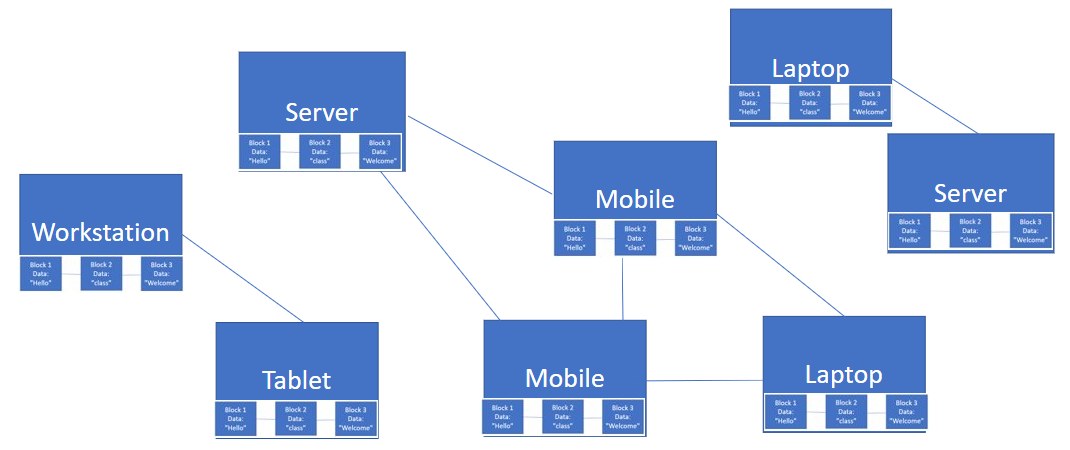 Laptop
Block 1
Data:
"Hello"
Block 2
Data:
"class"
Block 3
Data:
"Welcome"
Server
Block 1
Data:
"Hello"
Block 2
Data:
"class"
Block 3
Data:
"Welcome"
Mobile
Block 1
Data:
"Hello"
Block 2
Data:
"class"
Block 3
Data:
"Welcome"
Server
Block 1
Data:
"Hello"
Block 2
Data:
"class"
Block 3
Data:
"Welcome"
Workstation
Block 1
Data:
"Hello"
Block 2
Data:
"class"
Block 3
Data:
"Welcome"
Tablet
Block 1
Data:
"Hello"
Block 2
Data:
"class"
Block 3
Data:
"Welcome"
Mobile
Block 1
Data:
"Hello"
Block 2
Data:
"class"
Block 3
Data:
"Welcome"
Laptop
Block 1
Data:
"Hello"
Block 2
Data:
"class"
Block 3
Data:
"Welcome"